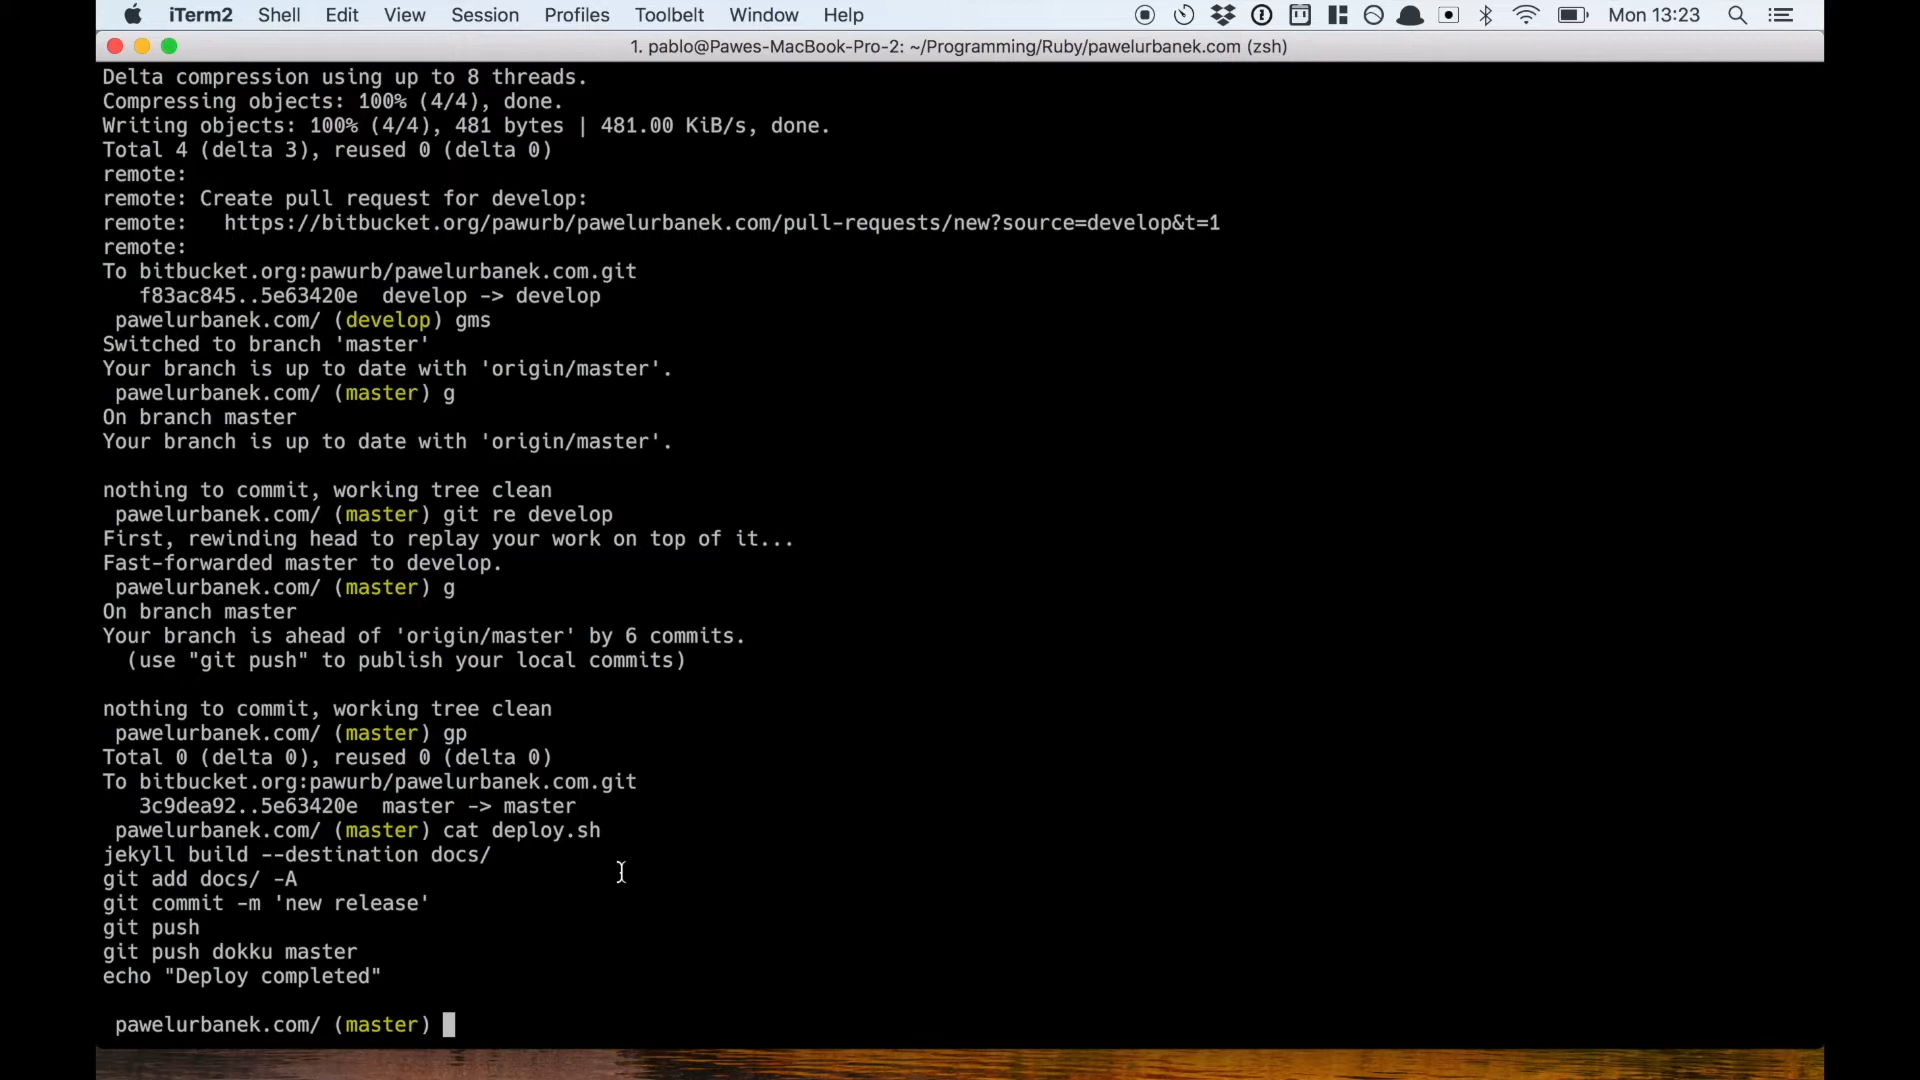 iTerm2 Shell Edit View Session Profiles Toolbelt Window Help Mon 13:23
1. pablo@Pawes-MacBook-Pro-2: ~/Programming/Ruby/pawelurbanek.com (zsh)
Delta compression using up to 8 threads.
Compressing objects: 100% (4/4), done.
Writing objects: 100% (4/4), 481 bytes | 481.00 KiB/s, done.
Total 4 (delta 3), reused 0 (delta 0)
remote:
remote: Create pull request for develop:
remote:   https://bitbucket.org/pawurb/pawelurbanek.com/pull-requests/new?source=develop&t=1
remote:
To bitbucket.org:pawurb/pawelurbanek.com.git
   f83ac845..5e63420e  develop -> develop
 pawelurbanek.com/ (develop) gms
Switched to branch 'master'
Your branch is up to date with 'origin/master'.
 pawelurbanek.com/ (master) g
On branch master
Your branch is up to date with 'origin/master'.
nothing to commit, working tree clean
 pawelurbanek.com/ (master) git re develop
First, rewinding head to replay your work on top of it...
Fast-forwarded master to develop.
 pawelurbanek.com/ (master) g
On branch master
Your branch is ahead of 'origin/master' by 6 commits.
  (use "git push" to publish your local commits)
nothing to commit, working tree clean
 pawelurbanek.com/ (master) gp
Total 0 (delta 0), reused 0 (delta 0)
To bitbucket.org:pawurb/pawelurbanek.com.git
   3c9dea92..5e63420e  master -> master
 pawelurbanek.com/ (master) cat deploy.sh
jekyll build --destination docs/
git add docs/ -A
git commit -m 'new release'
git push
git push dokku master
echo "Deploy completed"
 pawelurbanek.com/ (master)